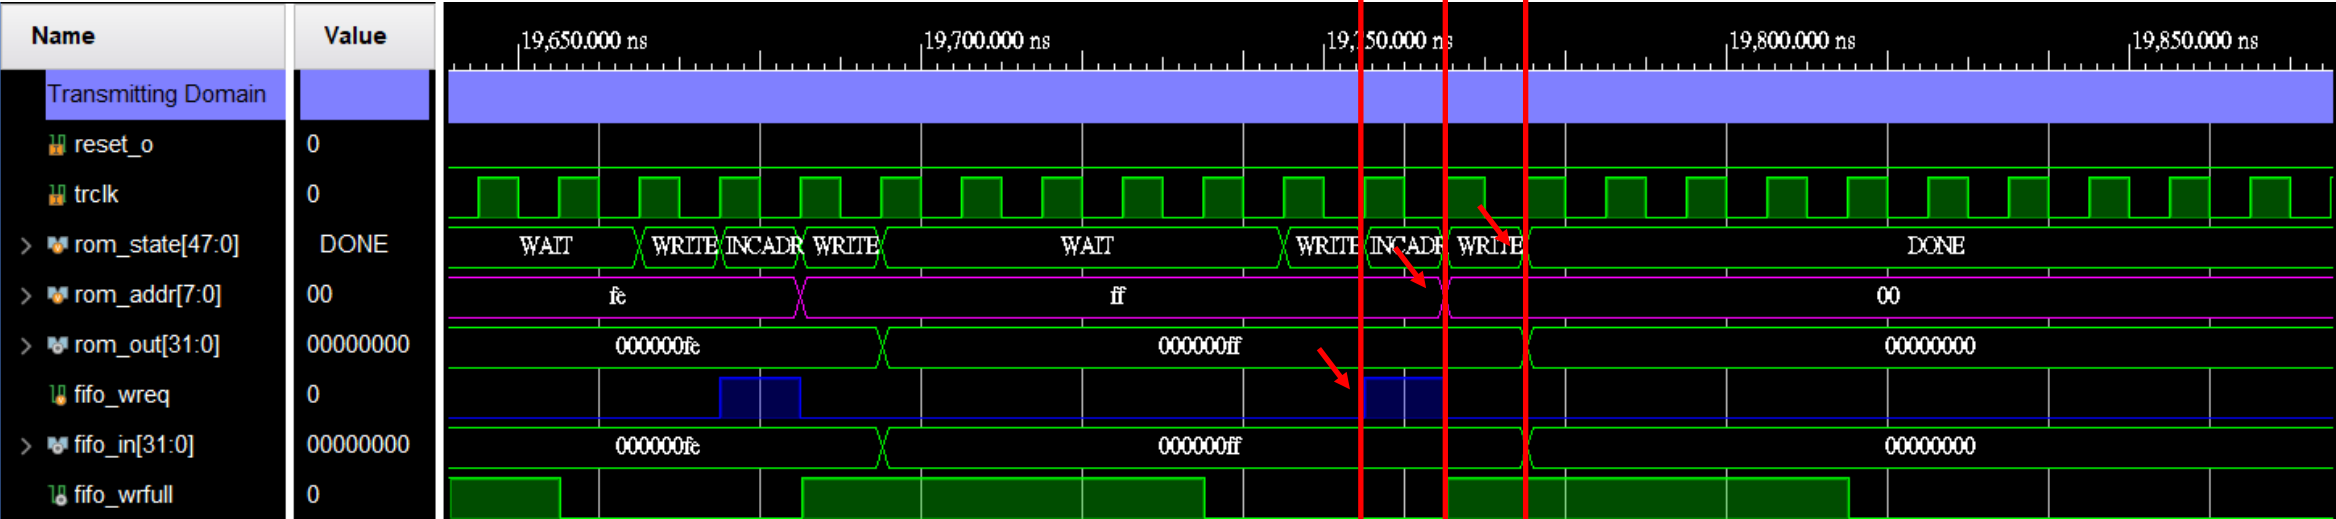 Name Value 19,650.000 ns 19,700.000 ns 19,750.000 ns 19,800.000 ns 19,850.000 ns
Transmitting Domain
reset_o 0
trclk 0
rom_state[47:0] DONE WAIT WRITE INCADR WRITE WAIT WRITE INCADR WRITE DONE
rom_addr[7:0] 00 fe ff 00
rom_out[31:0] 00000000 000000fe 000000ff 00000000
fifo_wreq 0
fifo_in[31:0] 00000000 000000fe 000000ff 00000000
fifo_wrfull 0